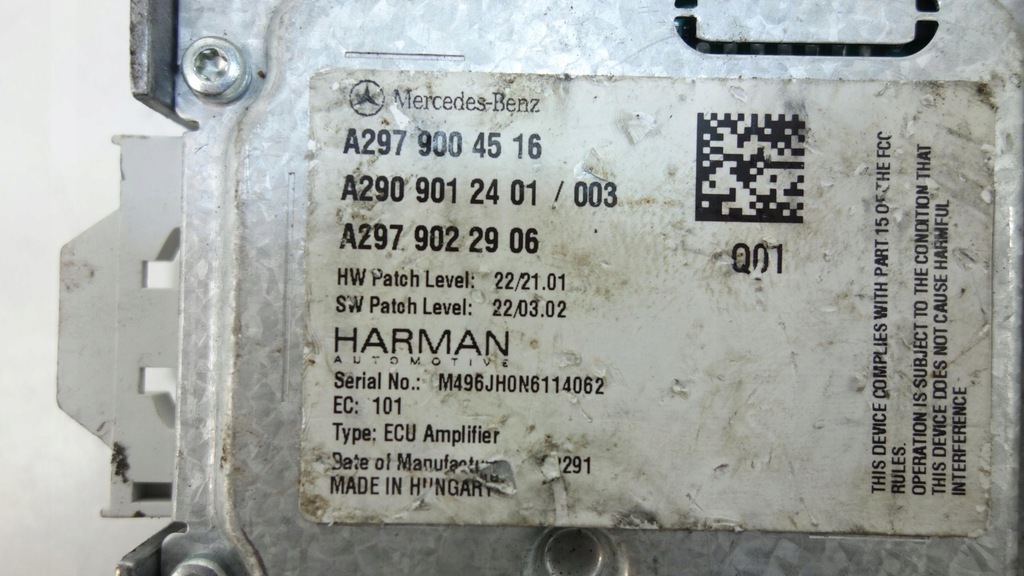 Mercedes-Benz
A297 900 45 16
A290 901 24 01 / 003
A297 902 29 06
Q01
HW Patch Level: 22/21.01
SW Patch Level: 22/03.02
HARMAN
AUTOMOTIVE
Serial No.: M496JH0N6114062
EC: 101
Type: ECU Amplifier
Date of 291
MADE IN HUNGARY
THIS DEVICE COMPLIES WITH PART 15 OF THE FCC
RULES.
OPERATION IS SUBJECT TO THE CONDITION THAT
THIS DEVICE DOES NOT CAUSE HARMFUL
INTERFERENCE